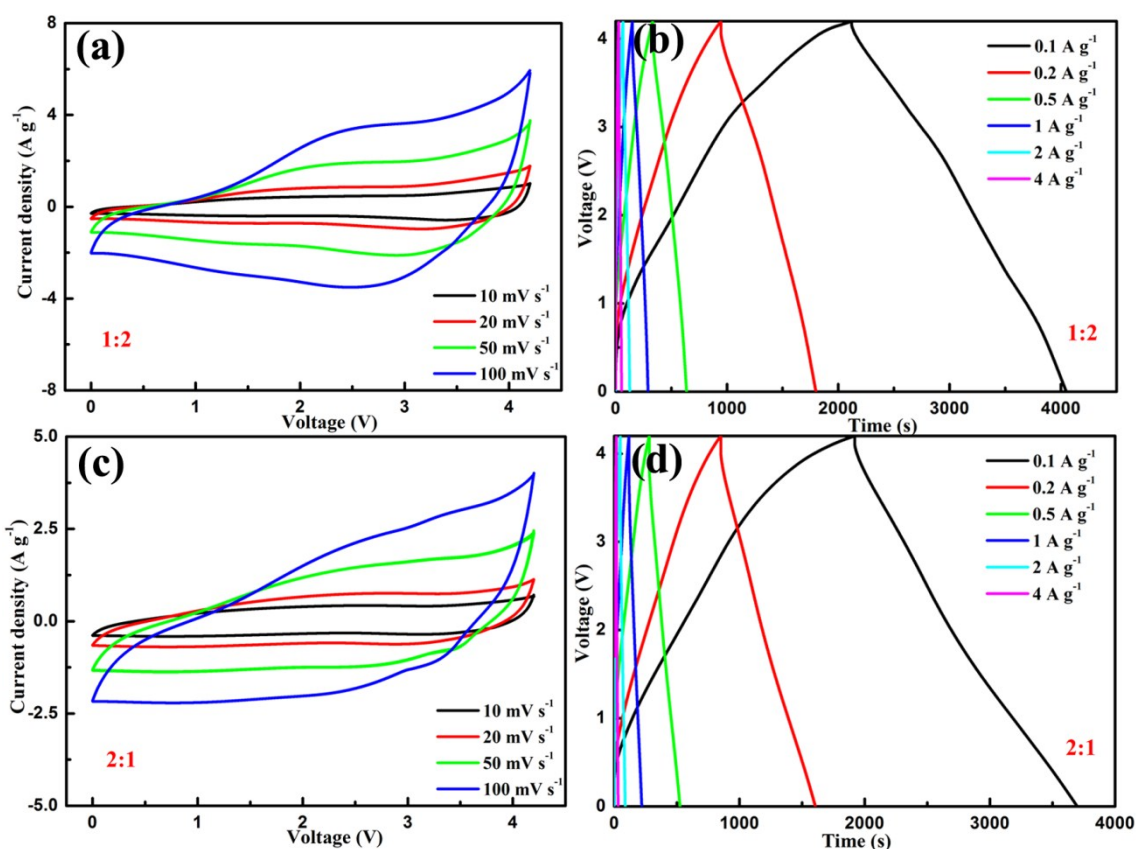 (a)
8
4
0
-4
-8
Current density (A g⁻¹)
10 mV s⁻¹
20 mV s⁻¹
50 mV s⁻¹
100 mV s⁻¹
1:2
0 1 2 3 4
Voltage (V)
(b)
4
3
2
1
0
Voltage (V)
0.1 A g⁻¹
0.2 A g⁻¹
0.5 A g⁻¹
1 A g⁻¹
2 A g⁻¹
4 A g⁻¹
1:2
0 1000 2000 3000 4000
Time (s)
(c)
5.0
2.5
0.0
-2.5
-5.0
Current density (A g⁻¹)
10 mV s⁻¹
20 mV s⁻¹
50 mV s⁻¹
100 mV s⁻¹
2:1
0 1 2 3 4
Voltage (V)
(d)
4
3
2
1
0
Voltage (V)
0.1 A g⁻¹
0.2 A g⁻¹
0.5 A g⁻¹
1 A g⁻¹
2 A g⁻¹
4 A g⁻¹
2:1
0 1000 2000 3000 4000
Time (s)